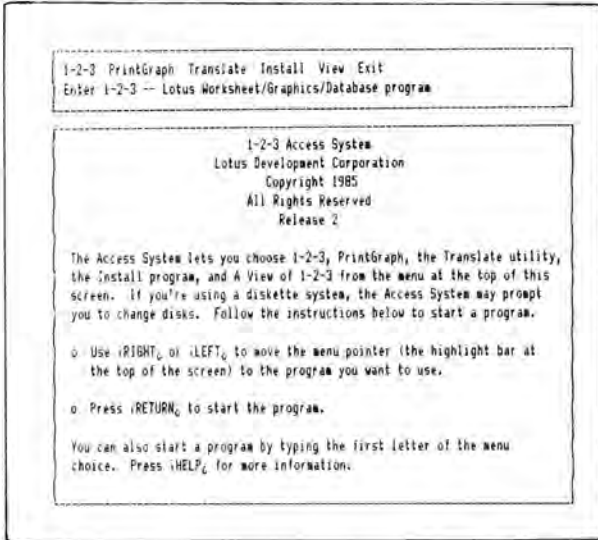 1-2-3 PrintGraph Translate Install View Exit
Enter 1-2-3 -- Lotus Worksheet/Graphics/Database program
1-2-3 Access System
Lotus Development Corporation
Copyright 1985
All Rights Reserved
Release 2
The Access System lets you choose 1-2-3, PrintGraph, the Translate utility,
the Install program, and A View of 1-2-3 from the menu at the top of this
screen. If you're using a diskette system, the Access System may prompt
you to change disks. Follow the instructions below to start a program.
o Use ¡RIGHT¿ or ¡LEFT¿ to move the menu pointer (the highlight bar at
the top of the screen) to the program you want to use.
o Press ¡RETURN¿ to start the program.
You can also start a program by typing the first letter of the menu
choice. Press ¡HELP¿ for more information.